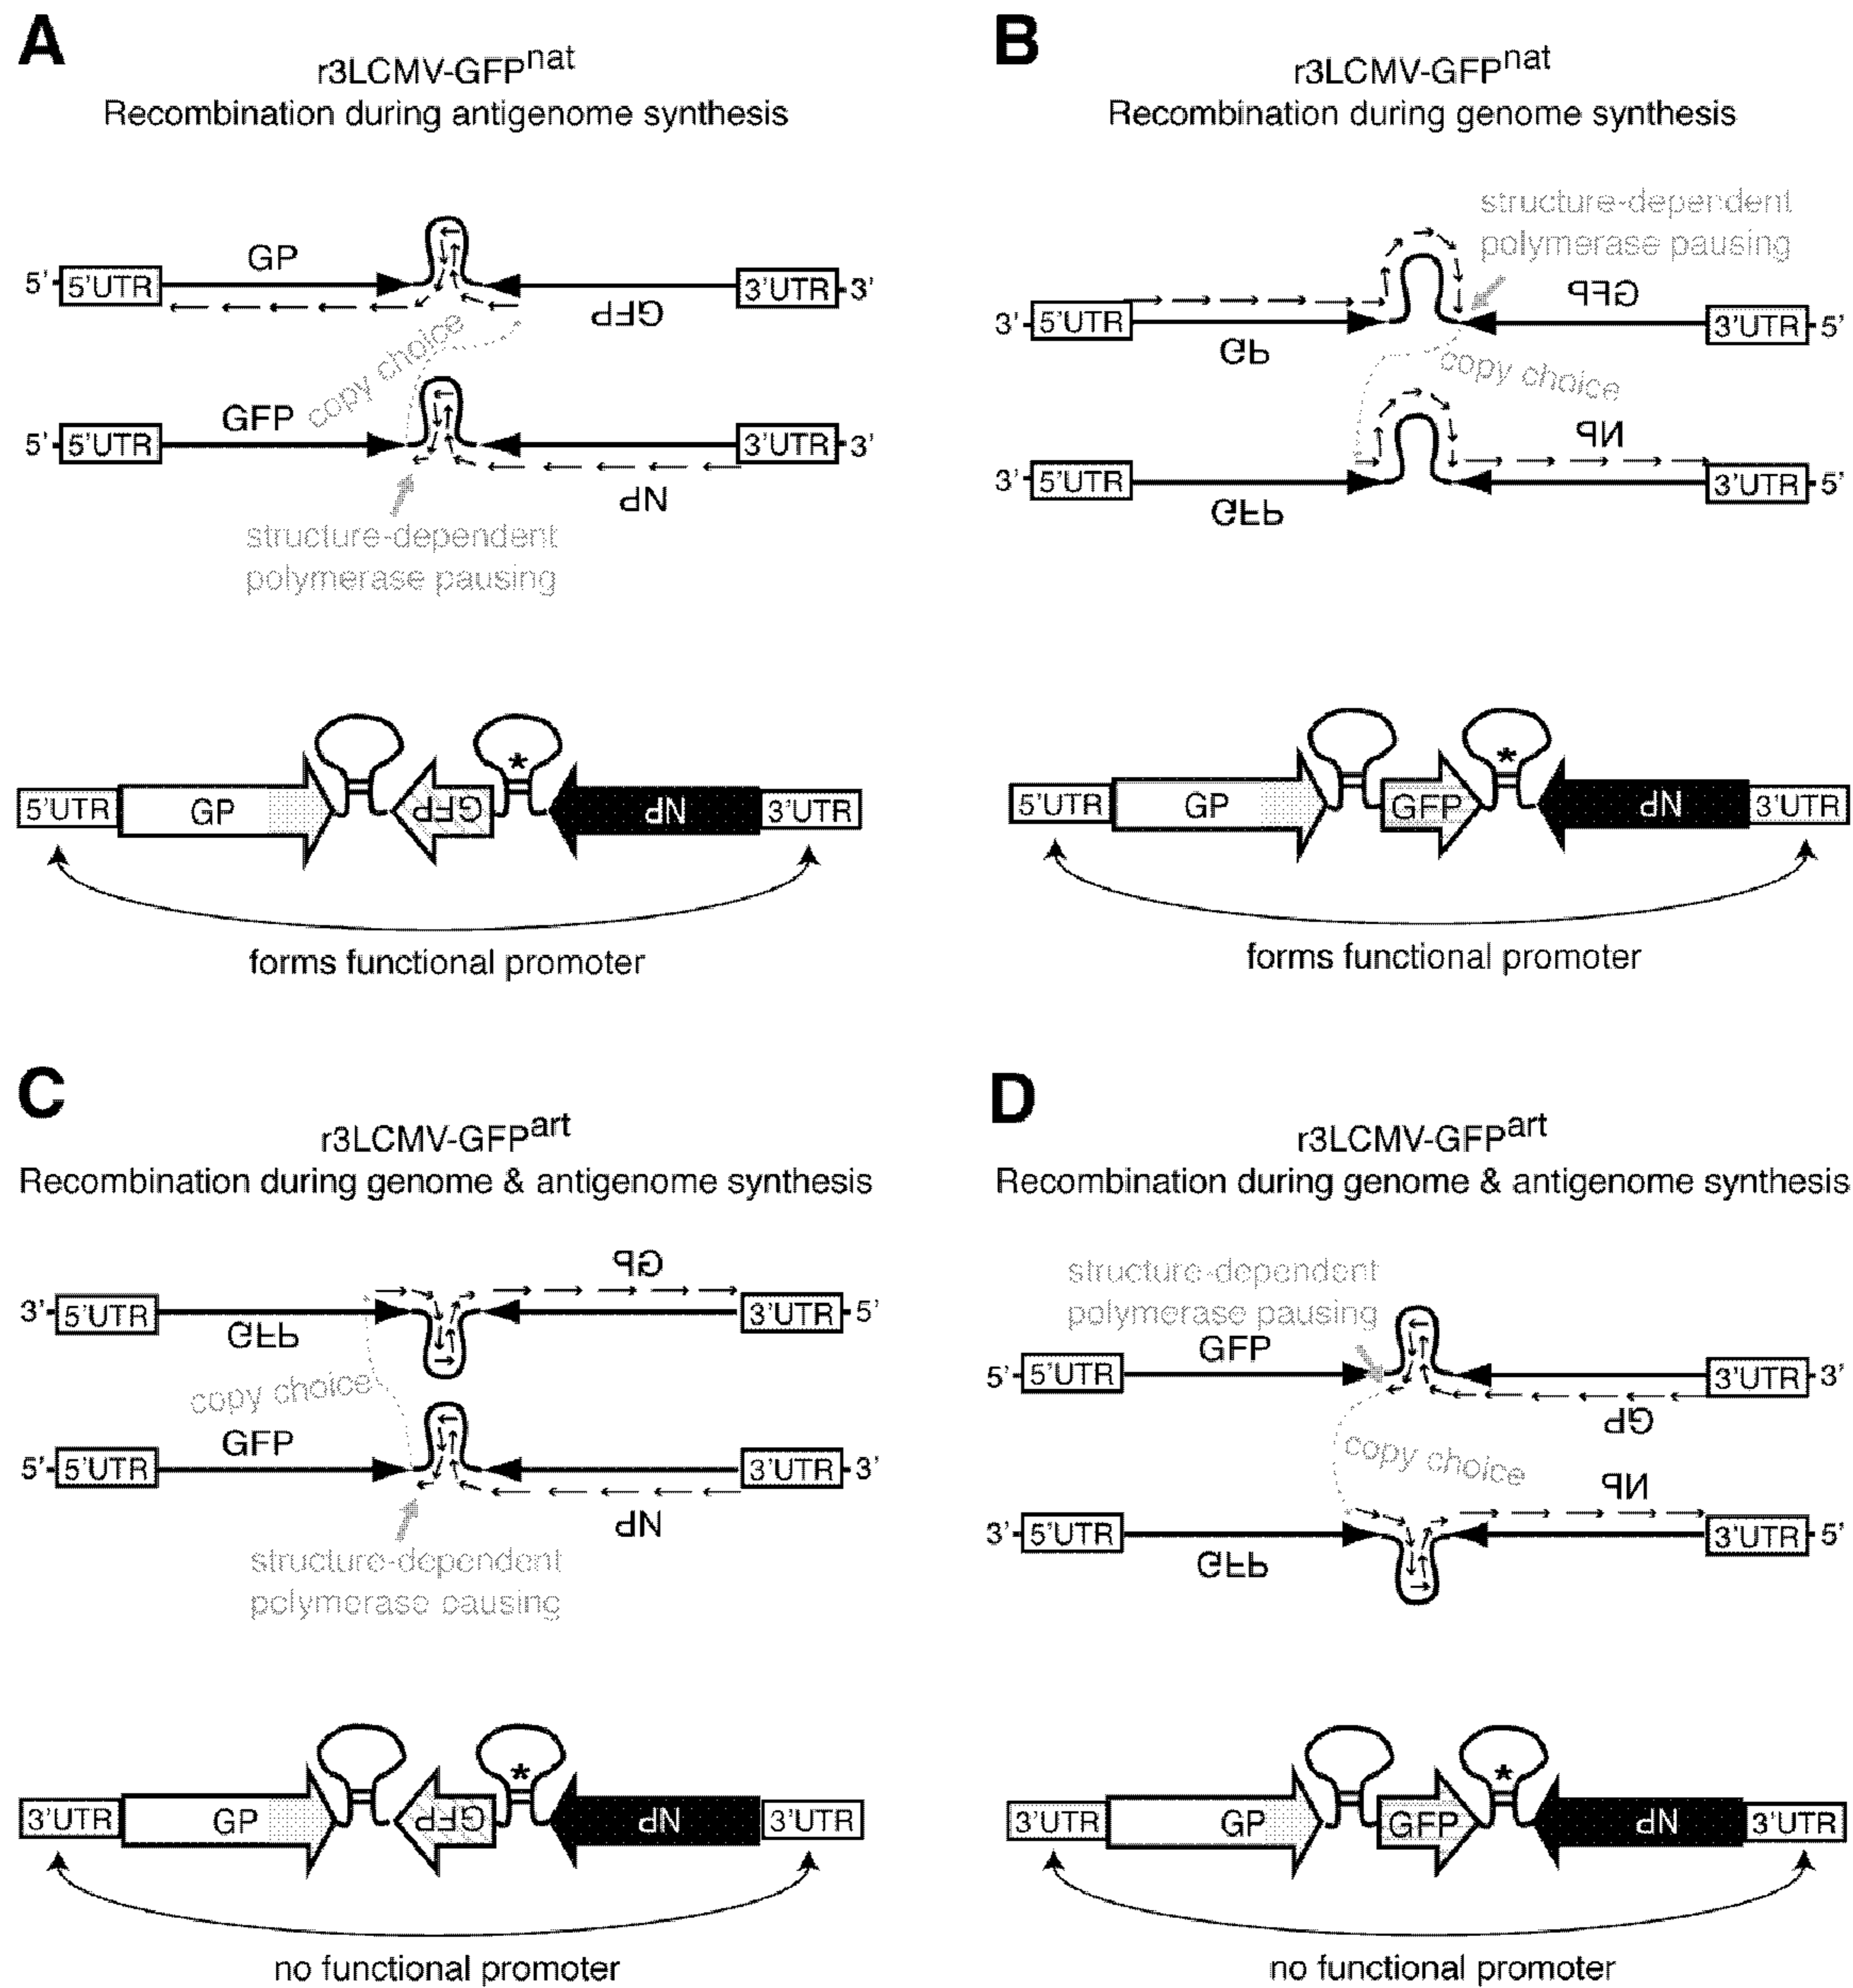 A
r3LCMV-GFPnat
Recombination during antigenome synthesis
GP
5' 5'UTR 3'UTR 3'
GFP
copy choice
GFP
5' 5'UTR 3'UTR 3'
NP
structure-dependent
polymerase pausing
5'UTR GP GFP * NP 3'UTR
forms functional promoter
B
r3LCMV-GFPnat
Recombination during genome synthesis
structure-dependent
polymerase pausing
GFP
3' 5'UTR 3'UTR 5'
GP
copy choice
NP
3' 5'UTR 3'UTR 5'
GFP
5'UTR GP GFP * NP 3'UTR
forms functional promoter
C
r3LCMV-GFPart
Recombination during genome & antigenome synthesis
GP
3' 5'UTR 3'UTR 5'
GFP
copy choice
GFP
5' 5'UTR 3'UTR 3'
NP
structure-dependent
polymerase pausing
3'UTR GP GFP * NP 3'UTR
no functional promoter
D
r3LCMV-GFPart
Recombination during genome & antigenome synthesis
structure-dependent
polymerase pausing
GFP
5' 5'UTR 3'UTR 3'
GP
copy choice
NP
3' 5'UTR 3'UTR 5'
GFP
3'UTR GP GFP * NP 3'UTR
no functional promoter